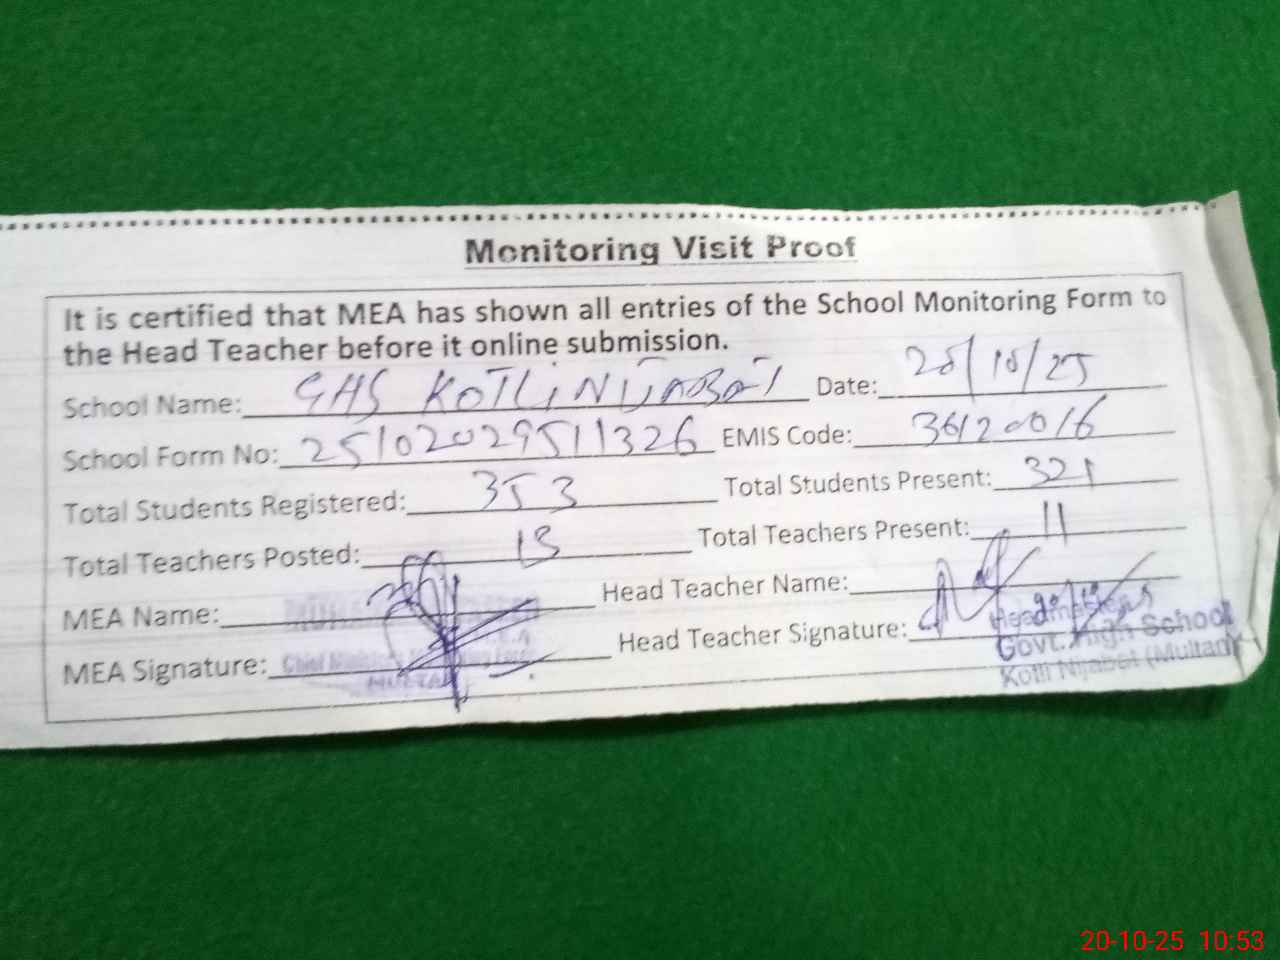 Monitoring Visit Proof
It is certified that MEA has shown all entries of the School Monitoring Form to
the Head Teacher before it online submission.
School Name: GHS KOTLI NIJABAT Date: 20/10/25
School Form No: 25102029511326 EMIS Code: 36120016
Total Students Registered: 353 Total Students Present: 321
Total Teachers Posted: 13 Total Teachers Present: 11
MEA Name: Head Teacher Name:
MEA Signature: Head Teacher Signature:
Headmaster
Govt. High School
Kotli Nijabat (Multan)
MULTAN
20-10-25 10:53